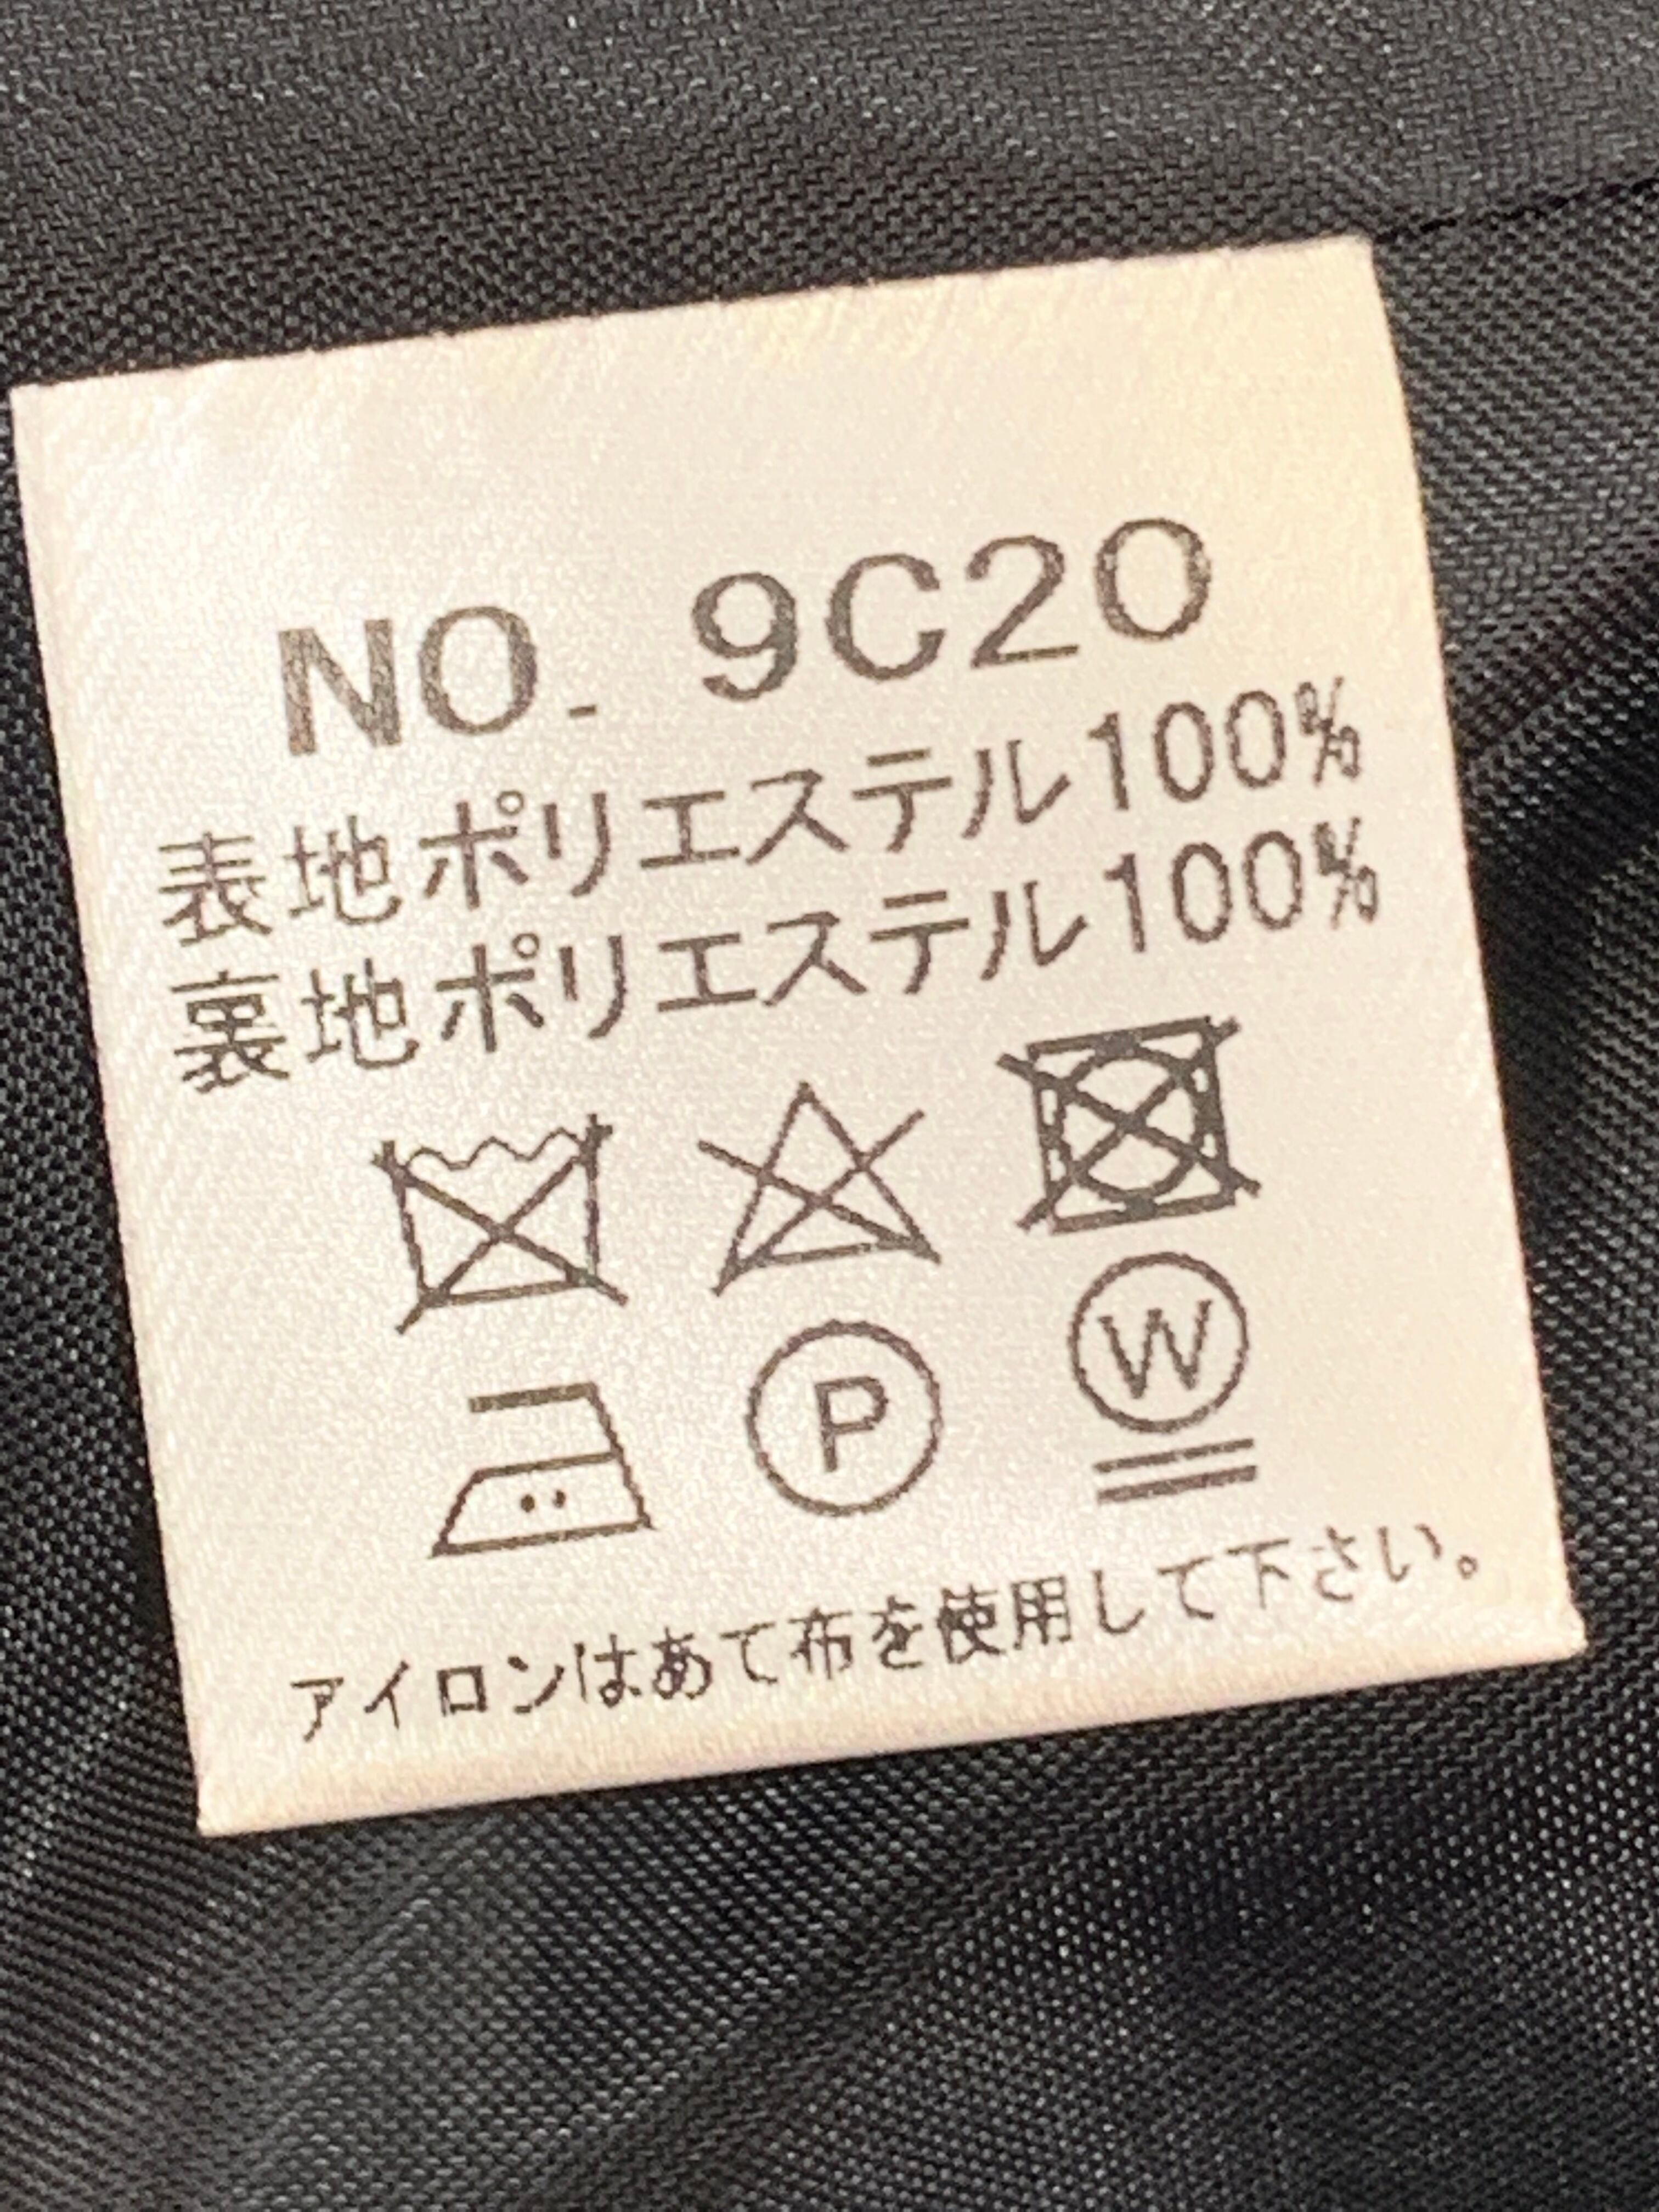 NO. 9C20
表地ポリエステル100%
裏地ポリエステル100%
P
W
アイロンはあて布を使用して下さい。